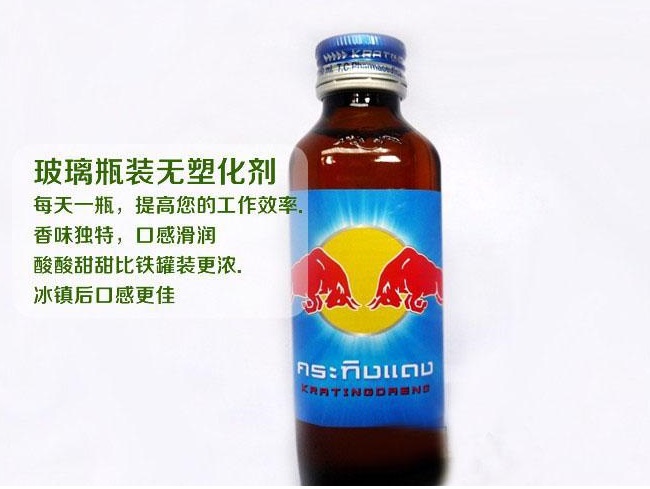 KRATING
T.C.Pharmaceu
玻璃瓶装无塑化剂
每天一瓶，提高您的工作效率.
香味独特，口感滑润
酸酸甜甜比铁罐装更浓.
冰镇后口感更佳
กระทิงแดง
KRATINGDAENG